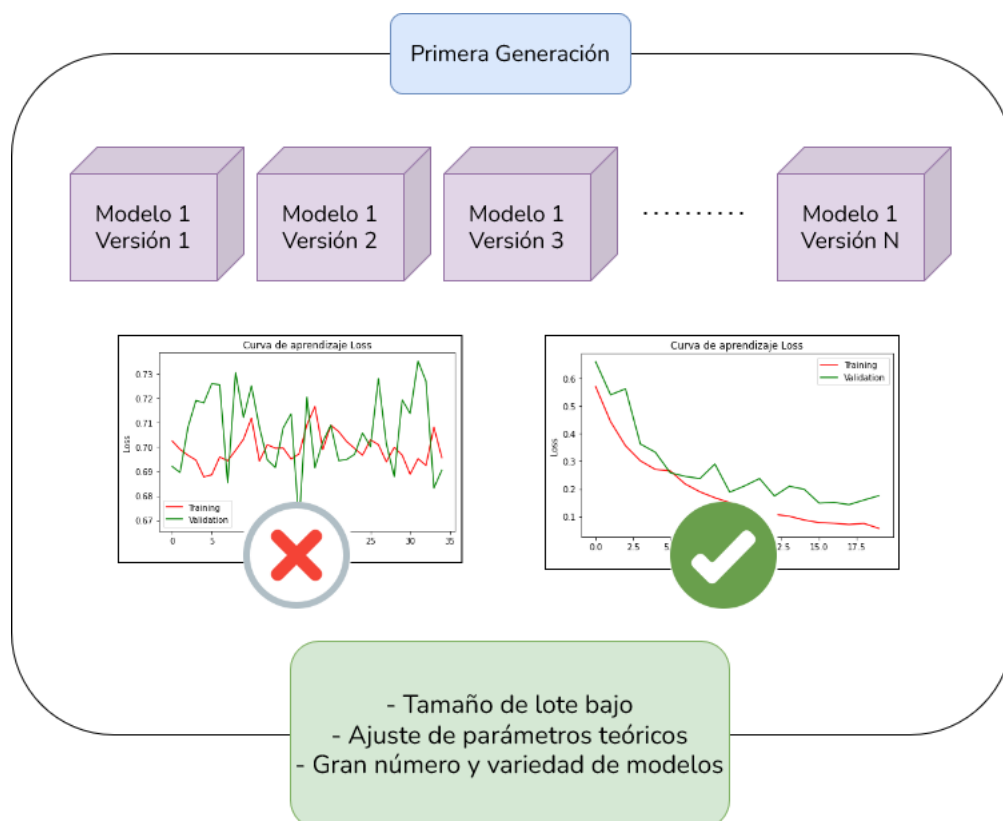 Primera Generación
Modelo 1
Versión 1
Modelo 1
Versión 2
Modelo 1
Versión 3
..........
Modelo 1
Versión N
Curva de aprendizaje Loss
Loss
0.73
0.72
0.71
0.70
0.69
0.68
0.67
Training
Validation
0
5
25
30
35
Curva de aprendizaje Loss
Loss
0.6
0.5
0.4
0.3
0.2
0.1
Training
Validation
0.0
2.5
15.0
17.5
- Tamaño de lote bajo
- Ajuste de parámetros teóricos
- Gran número y variedad de modelos